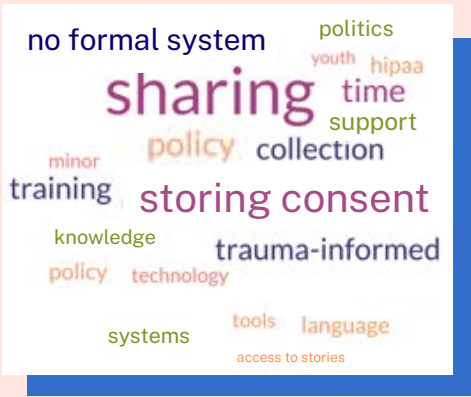 no formal system
politics
youth
hipaa
sharing
time
support
policy
collection
minor
training
storing consent
knowledge
trauma-informed
policy
technology
tools
language
systems
access to stories